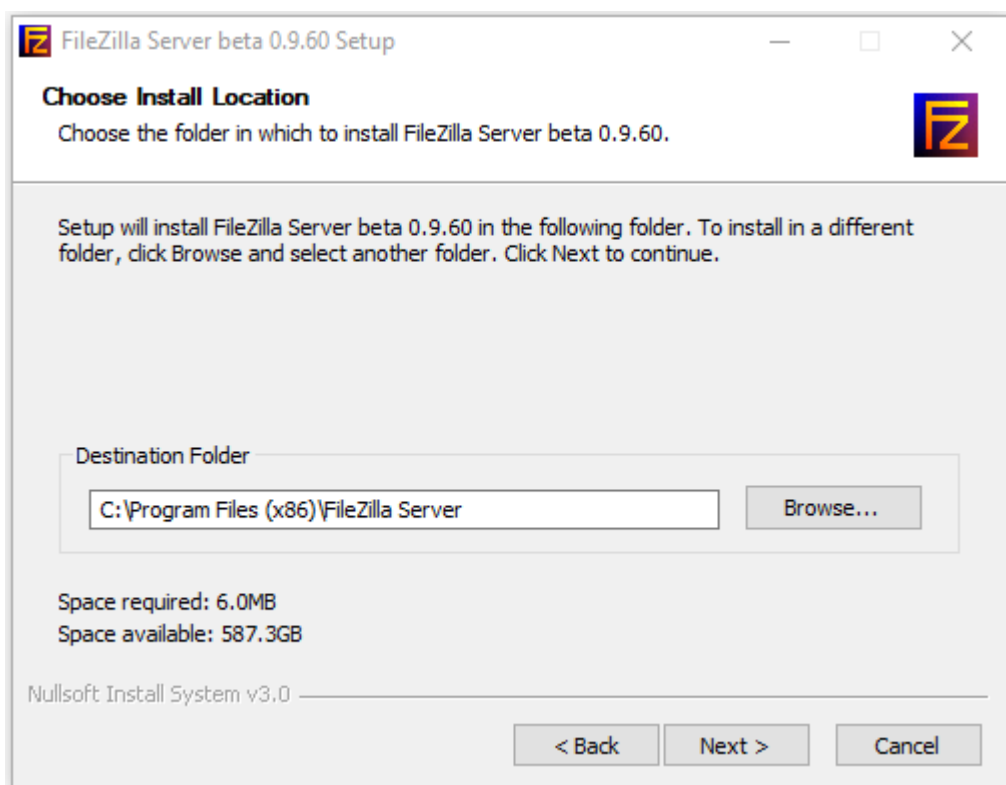 FileZilla Server beta 0.9.60 Setup
Choose Install Location
Choose the folder in which to install FileZilla Server beta 0.9.60.
FZ
Setup will install FileZilla Server beta 0.9.60 in the following folder. To install in a different
folder, click Browse and select another folder. Click Next to continue.
Destination Folder
C:\Program Files (x86)\FileZilla Server
Browse...
Space required: 6.0MB
Space available: 587.3GB
Nullsoft Install System v3.0
< Back
Next >
Cancel